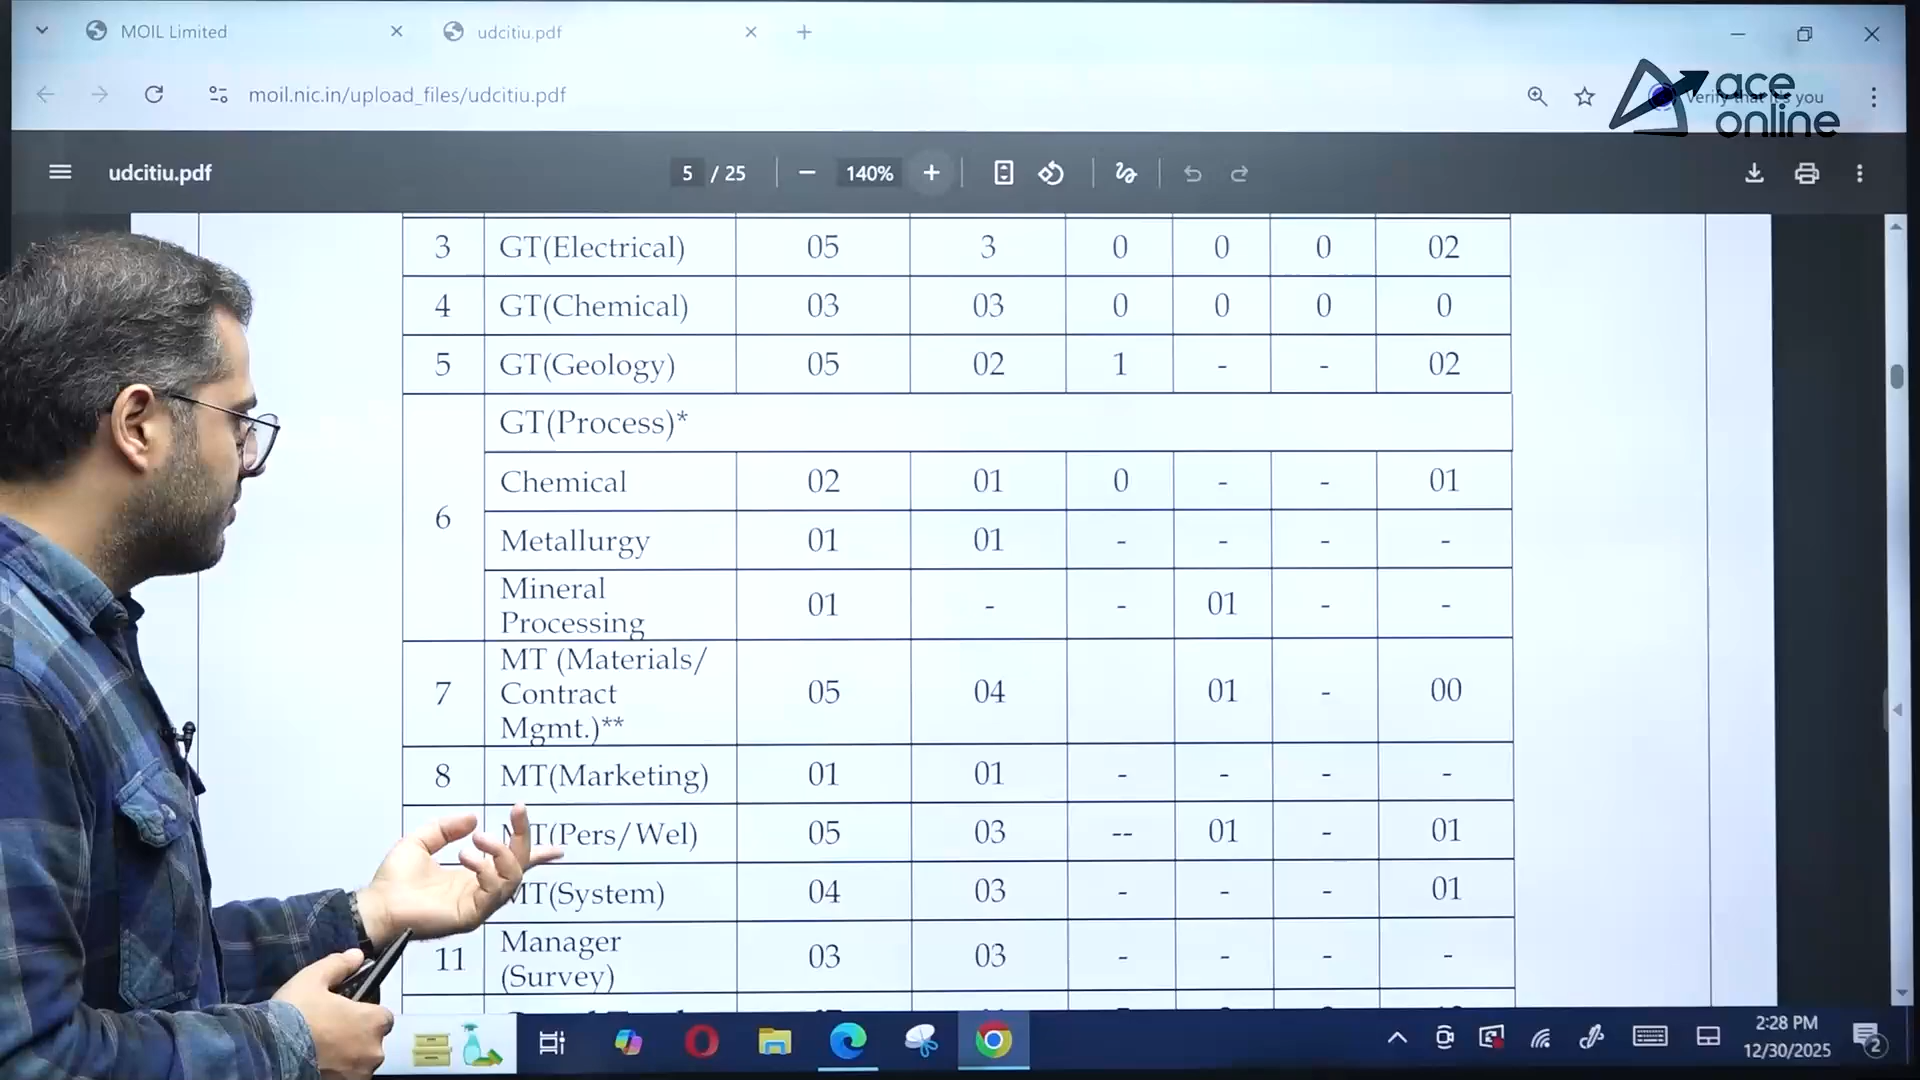 MOIL Limited
udcitiu.pdf
moil.nic.in/upload_files/udcitiu.pdf
Verify that it's you
ace
online
udcitiu.pdf
5 / 25
140%
3 GT(Electrical) 05 3 0 0 0 02
4 GT(Chemical) 03 03 0 0 0 0
5 GT(Geology) 05 02 1 - - 02
6 GT(Process)*
Chemical 02 01 0 - - 01
Metallurgy 01 01 - - - -
Mineral
Processing 01 - - 01 - -
7 MT (Materials/
Contract
Mgmt.)** 05 04 01 - 00
8 MT(Marketing) 01 01 - - - -
MT(Pers/Wel) 05 03 -- 01 - 01
MT(System) 04 03 - - - 01
11 Manager
(Survey) 03 03 - - - -
2:28 PM
12/30/2025
2